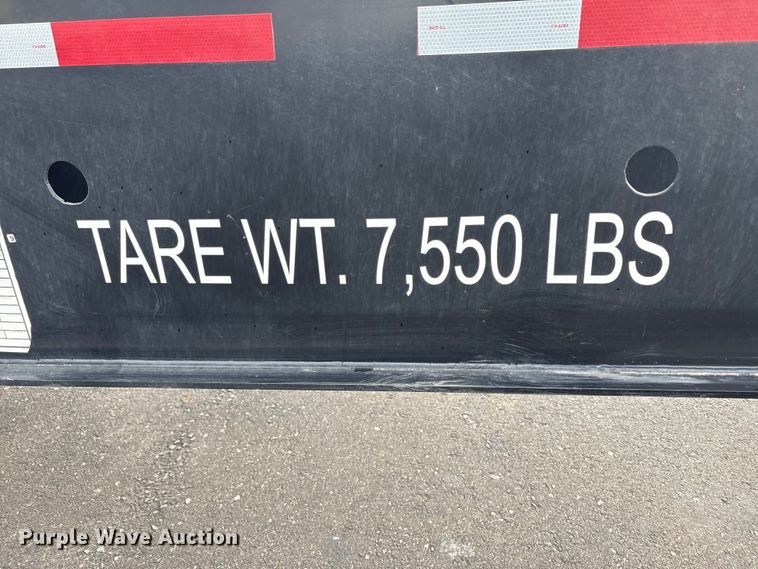 TARE WT. 7,550 LBS
Purple Wave Auction